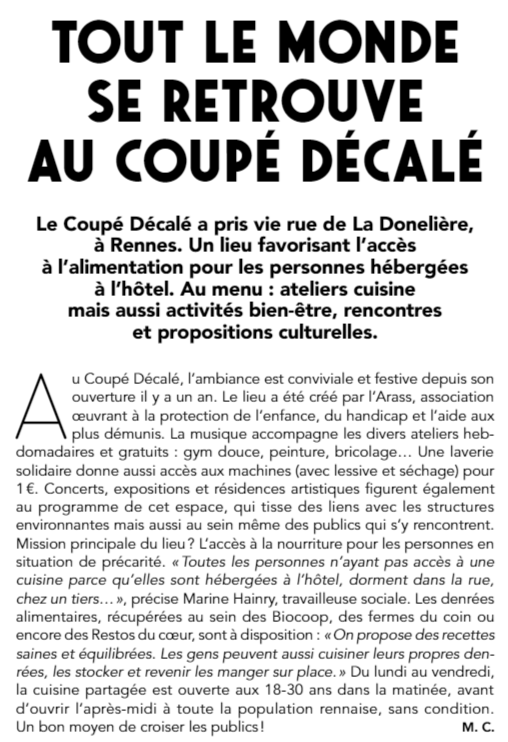 TOUT LE MONDE
SE RETROUVE
AU COUPÉ DÉCALÉ
Le Coupé Décalé a pris vie rue de La Donelière,
à Rennes. Un lieu favorisant l’accès
à l’alimentation pour les personnes hébergées
à l’hôtel. Au menu : ateliers cuisine
mais aussi activités bien-être, rencontres
et propositions culturelles.
Au Coupé Décalé, l’ambiance est conviviale et festive depuis son
ouverture il y a un an. Le lieu a été créé par l’Arass, association
œuvrant à la protection de l’enfance, du handicap et l’aide aux
plus démunis. La musique accompagne les divers ateliers heb-
domadaires et gratuits : gym douce, peinture, bricolage… Une laverie
solidaire donne aussi accès aux machines (avec lessive et séchage) pour
1 €. Concerts, expositions et résidences artistiques figurent également
au programme de cet espace, qui tisse des liens avec les structures
environnantes mais aussi au sein même des publics qui s’y rencontrent.
Mission principale du lieu ? L’accès à la nourriture pour les personnes en
situation de précarité. « Toutes les personnes n’ayant pas accès à une
cuisine parce qu’elles sont hébergées à l’hôtel, dorment dans la rue,
chez un tiers… », précise Marine Hainry, travailleuse sociale. Les denrées
alimentaires, récupérées au sein des Biocoop, des fermes du coin ou
encore des Restos du cœur, sont à disposition : « On propose des recettes
saines et équilibrées. Les gens peuvent aussi cuisiner leurs propres den-
rées, les stocker et revenir les manger sur place. » Du lundi au vendredi,
la cuisine partagée est ouverte aux 18-30 ans dans la matinée, avant
d’ouvrir l’après-midi à toute la population rennaise, sans condition.
Un bon moyen de croiser les publics ! M. C.